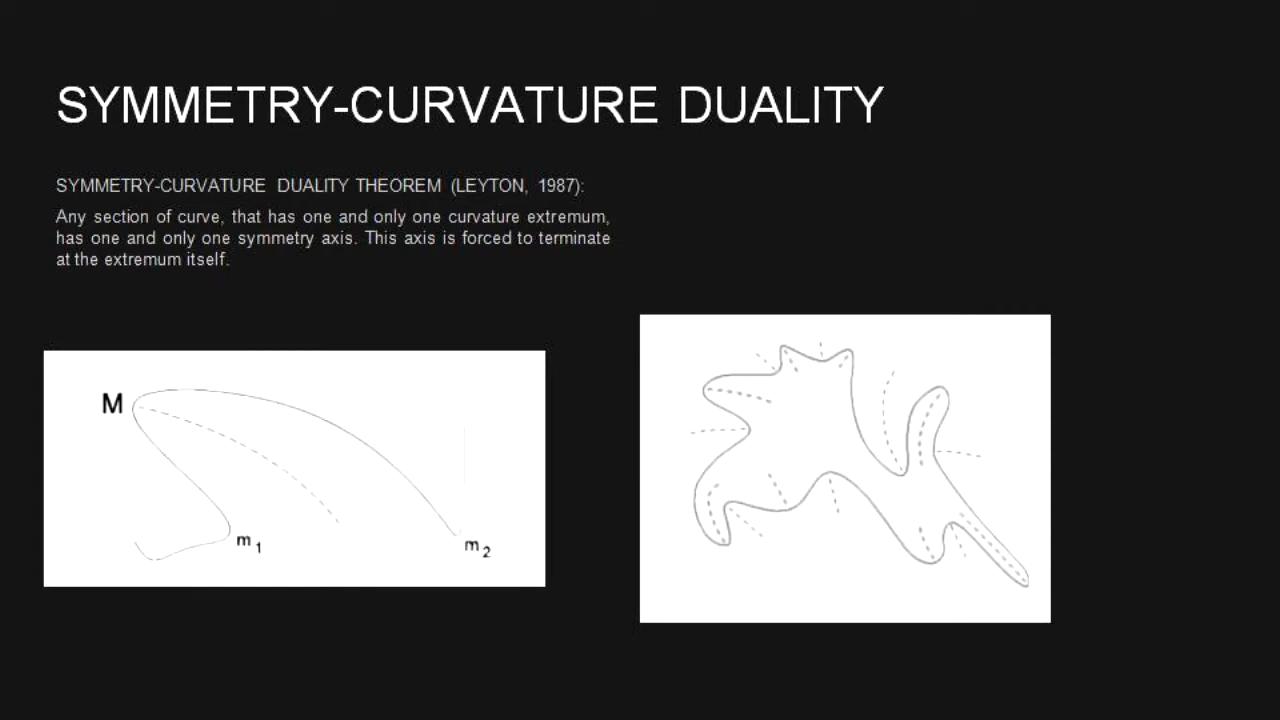 SYMMETRY-CURVATURE DUALITY
SYMMETRY-CURVATURE DUALITY THEOREM (LEYTON, 1987):
Any section of curve, that has one and only one curvature extremum,
has one and only one symmetry axis. This axis is forced to terminate
at the extremum itself.
M
m 1
m 2